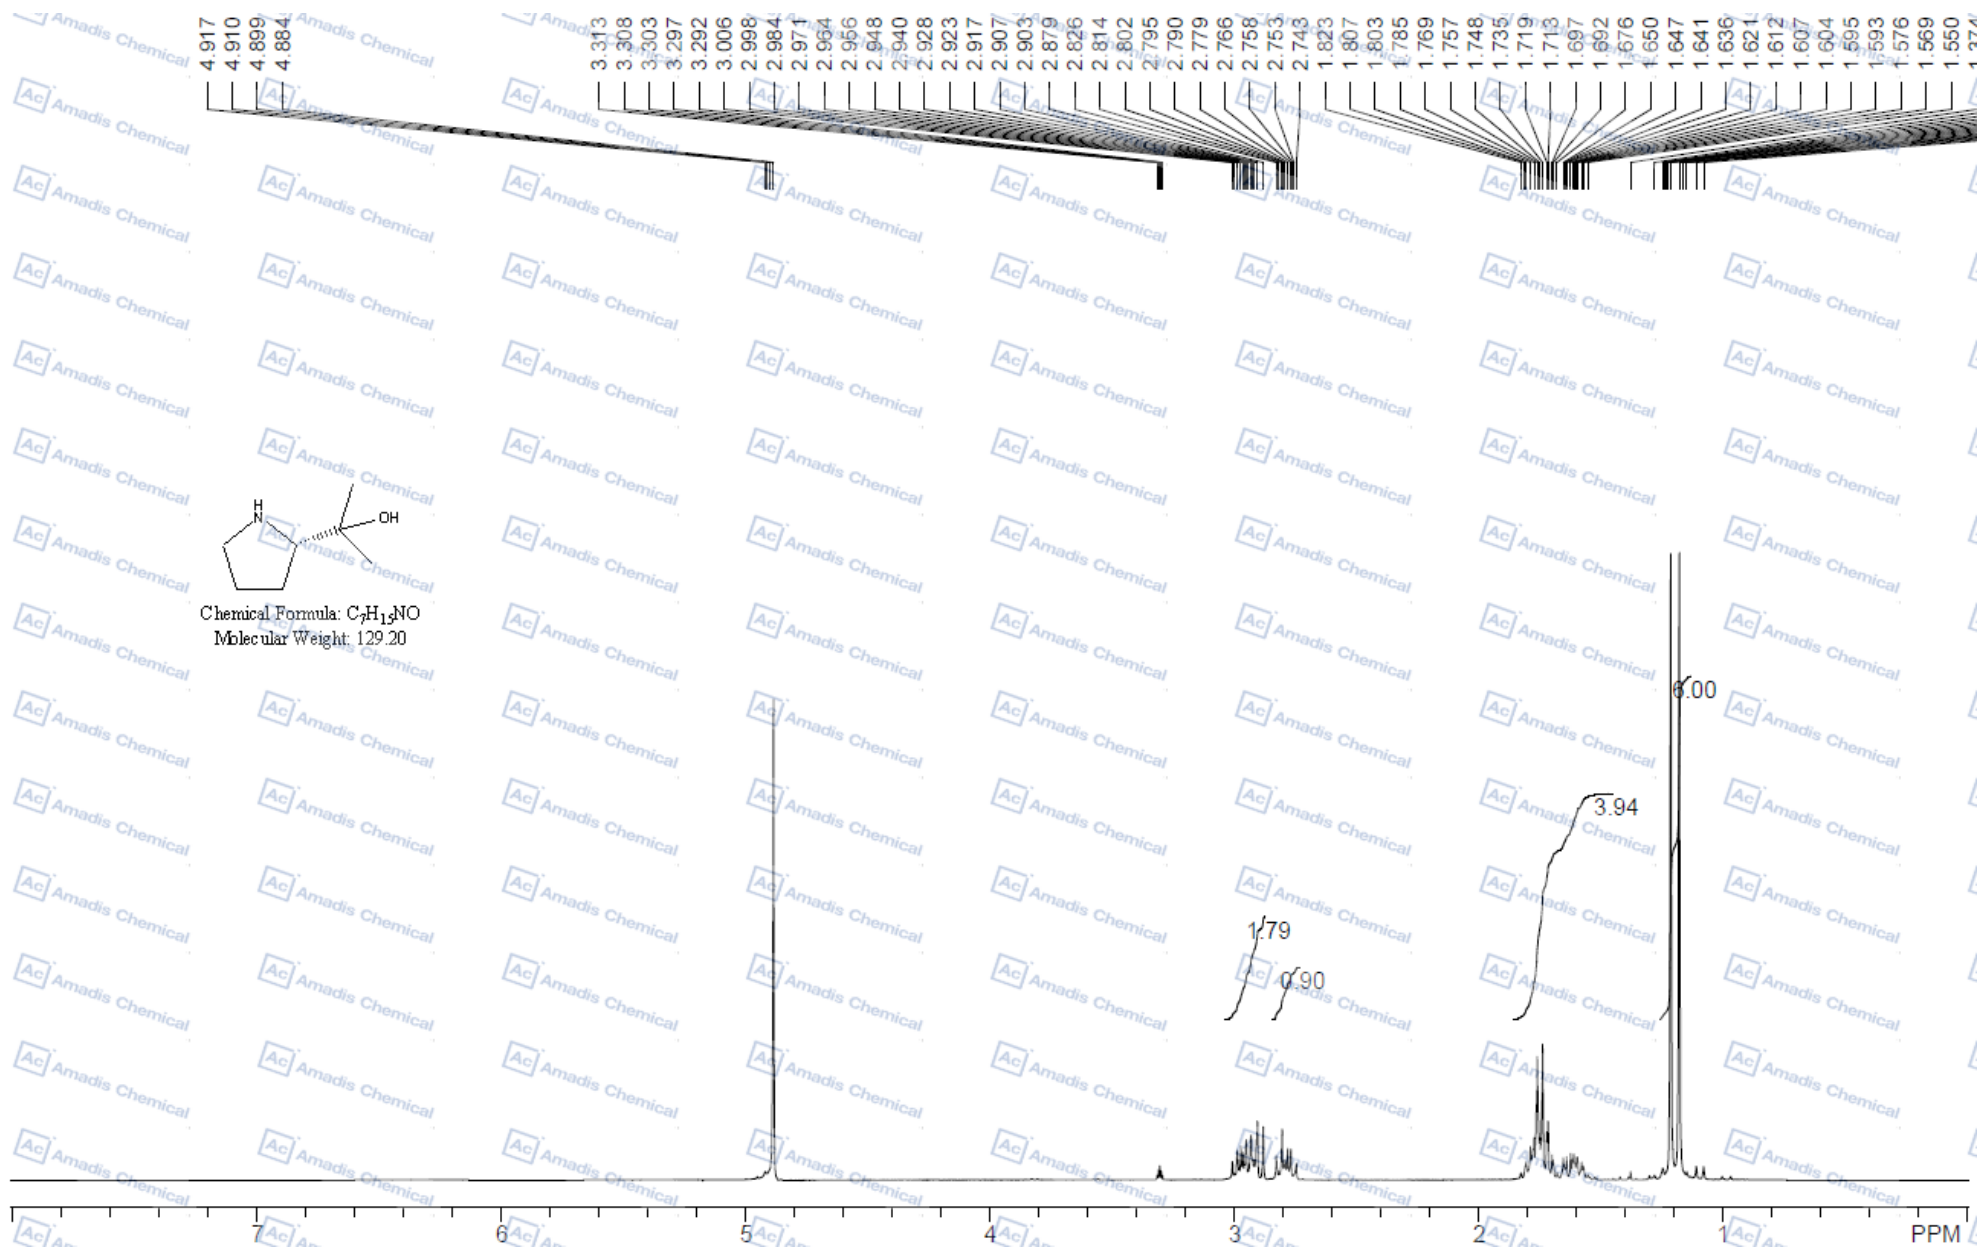 4.917 4.910 4.899 4.884 3.313 3.308 3.303 3.297 3.292 3.006 2.998 2.984 2.971 2.964 2.956 2.948 2.940 2.928 2.923 2.917 2.907 2.903 2.879 2.826 2.814 2.802 2.795 2.790 2.779 2.766 2.758 2.753 2.743 1.823 1.807 1.803 1.785 1.769 1.757 1.748 1.735 1.719 1.713 1.697 1.692 1.676 1.650 1.647 1.641 1.636 1.621 1.612 1.607 1.604 1.595 1.593 1.576 1.569 1.550 1.374
H
N
OH
Chemical Formula: C7H15NO
Molecular Weight: 129.20
6.00
3.94
1.79
0.90
7 6 5 4 3 2 1 PPM
Ac Amadis Chemical